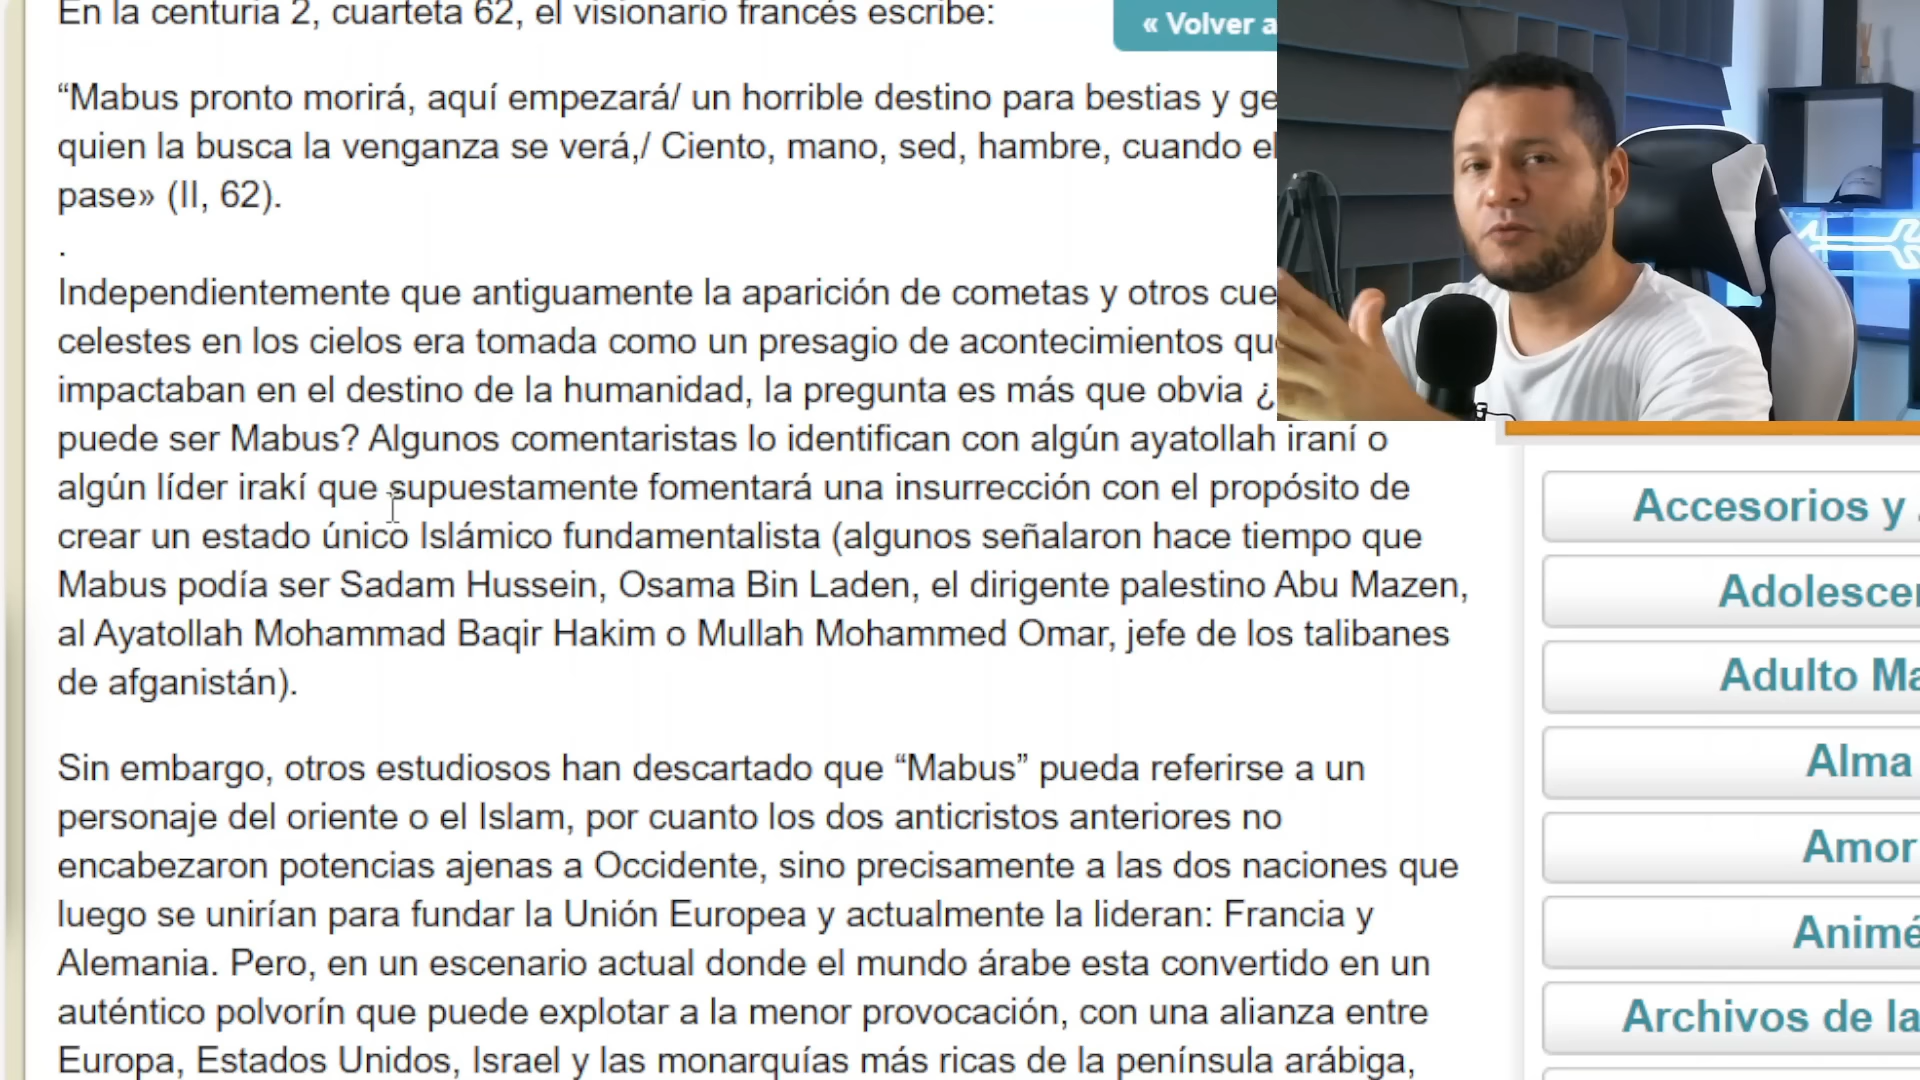 En la centuria 2, cuarteta 62, el visionario francés escribe:
« Volver a
“Mabus pronto morirá, aquí empezará/ un horrible destino para bestias y ge
quien la busca la venganza se verá,/ Ciento, mano, sed, hambre, cuando el
pase» (II, 62).
.
Independientemente que antiguamente la aparición de cometas y otros cue
celestes en los cielos era tomada como un presagio de acontecimientos que
impactaban en el destino de la humanidad, la pregunta es más que obvia ¿
puede ser Mabus? Algunos comentaristas lo identifican con algún ayatollah iraní o
algún líder irakí que supuestamente fomentará una insurrección con el propósito de
crear un estado único Islámico fundamentalista (algunos señalaron hace tiempo que
Mabus podía ser Sadam Hussein, Osama Bin Laden, el dirigente palestino Abu Mazen,
al Ayatollah Mohammad Baqir Hakim o Mullah Mohammed Omar, jefe de los talibanes
de afganistán).
Sin embargo, otros estudiosos han descartado que “Mabus” pueda referirse a un
personaje del oriente o el Islam, por cuanto los dos anticristos anteriores no
encabezaron potencias ajenas a Occidente, sino precisamente a las dos naciones que
luego se unirían para fundar la Unión Europea y actualmente la lideran: Francia y
Alemania. Pero, en un escenario actual donde el mundo árabe esta convertido en un
auténtico polvorín que puede explotar a la menor provocación, con una alianza entre
Europa, Estados Unidos, Israel y las monarquías más ricas de la península arábiga,
Accesorios y
Adolescen
Adulto Ma
Alma
Amor
Animé
Archivos de la